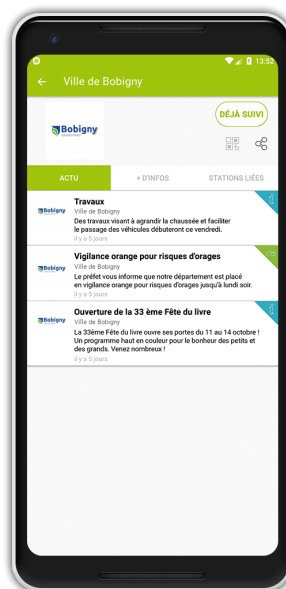 13:52
Ville de Bobigny
Bobigny
DÉJÀ SUIVI
ACTU
+ D'INFOS
STATIONS LIÉES
Travaux
Bobigny
Ville de Bobigny
Des travaux visant à agrandir la chaussée et faciliter
le passage des véhicules débuteront ce vendredi.
il y a 5 jours
Vigilance orange pour risques d'orages
Bobigny
Ville de Bobigny
Le préfet vous informe que notre département est placé
en vigilance orange pour risques d'orages jusqu'à lundi soir.
il y a 5 jours
Ouverture de la 33 ème Fête du livre
Bobigny
Ville de Bobigny
La 33ème Fête du livre ouvre ses portes du 11 au 14 octobre !
Un programme haut en couleur pour le bonheur des petits et
des grands. Venez nombreux !
il y a 5 jours